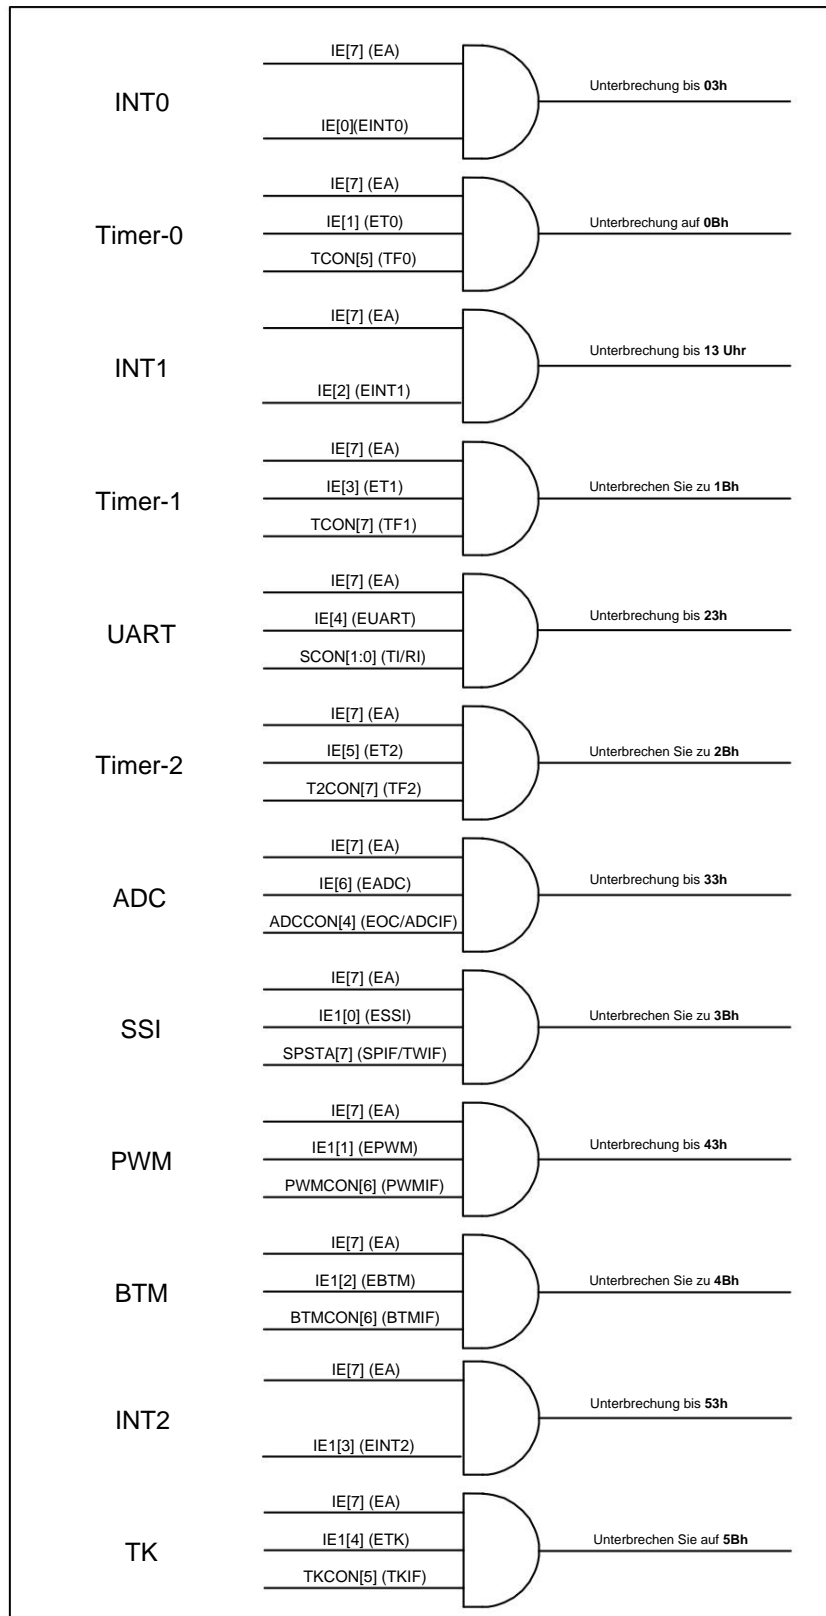 IE[7] (EA)
INT0
Unterbrechung bis 03h
IE[0](EINT0)
IE[7] (EA)
Timer-0
IE[1] (ET0)
Unterbrechung auf 0Bh
TCON[5] (TF0)
IE[7] (EA)
INT1
Unterbrechung bis 13 Uhr
IE[2] (EINT1)
IE[7] (EA)
Timer-1
IE[3] (ET1)
Unterbrechen Sie zu 1Bh
TCON[7] (TF1)
IE[7] (EA)
UART
IE[4] (EUART)
Unterbrechung bis 23h
SCON[1:0] (TI/RI)
IE[7] (EA)
Timer-2
IE[5] (ET2)
Unterbrechen Sie zu 2Bh
T2CON[7] (TF2)
IE[7] (EA)
ADC
IE[6] (EADC)
Unterbrechung bis 33h
ADCCON[4] (EOC/ADCIF)
IE[7] (EA)
SSI
IE1[0] (ESSI)
Unterbrechen Sie zu 3Bh
SPSTA[7] (SPIF/TWIF)
IE[7] (EA)
PWM
IE1[1] (EPWM)
Unterbrechung bis 43h
PWMCON[6] (PWMIF)
IE[7] (EA)
BTM
IE1[2] (EBTM)
Unterbrechen Sie zu 4Bh
BTMCON[6] (BTMIF)
IE[7] (EA)
INT2
Unterbrechung bis 53h
IE1[3] (EINT2)
IE[7] (EA)
TK
IE1[4] (ETK)
Unterbrechen Sie auf 5Bh
TKCON[5] (TKIF)